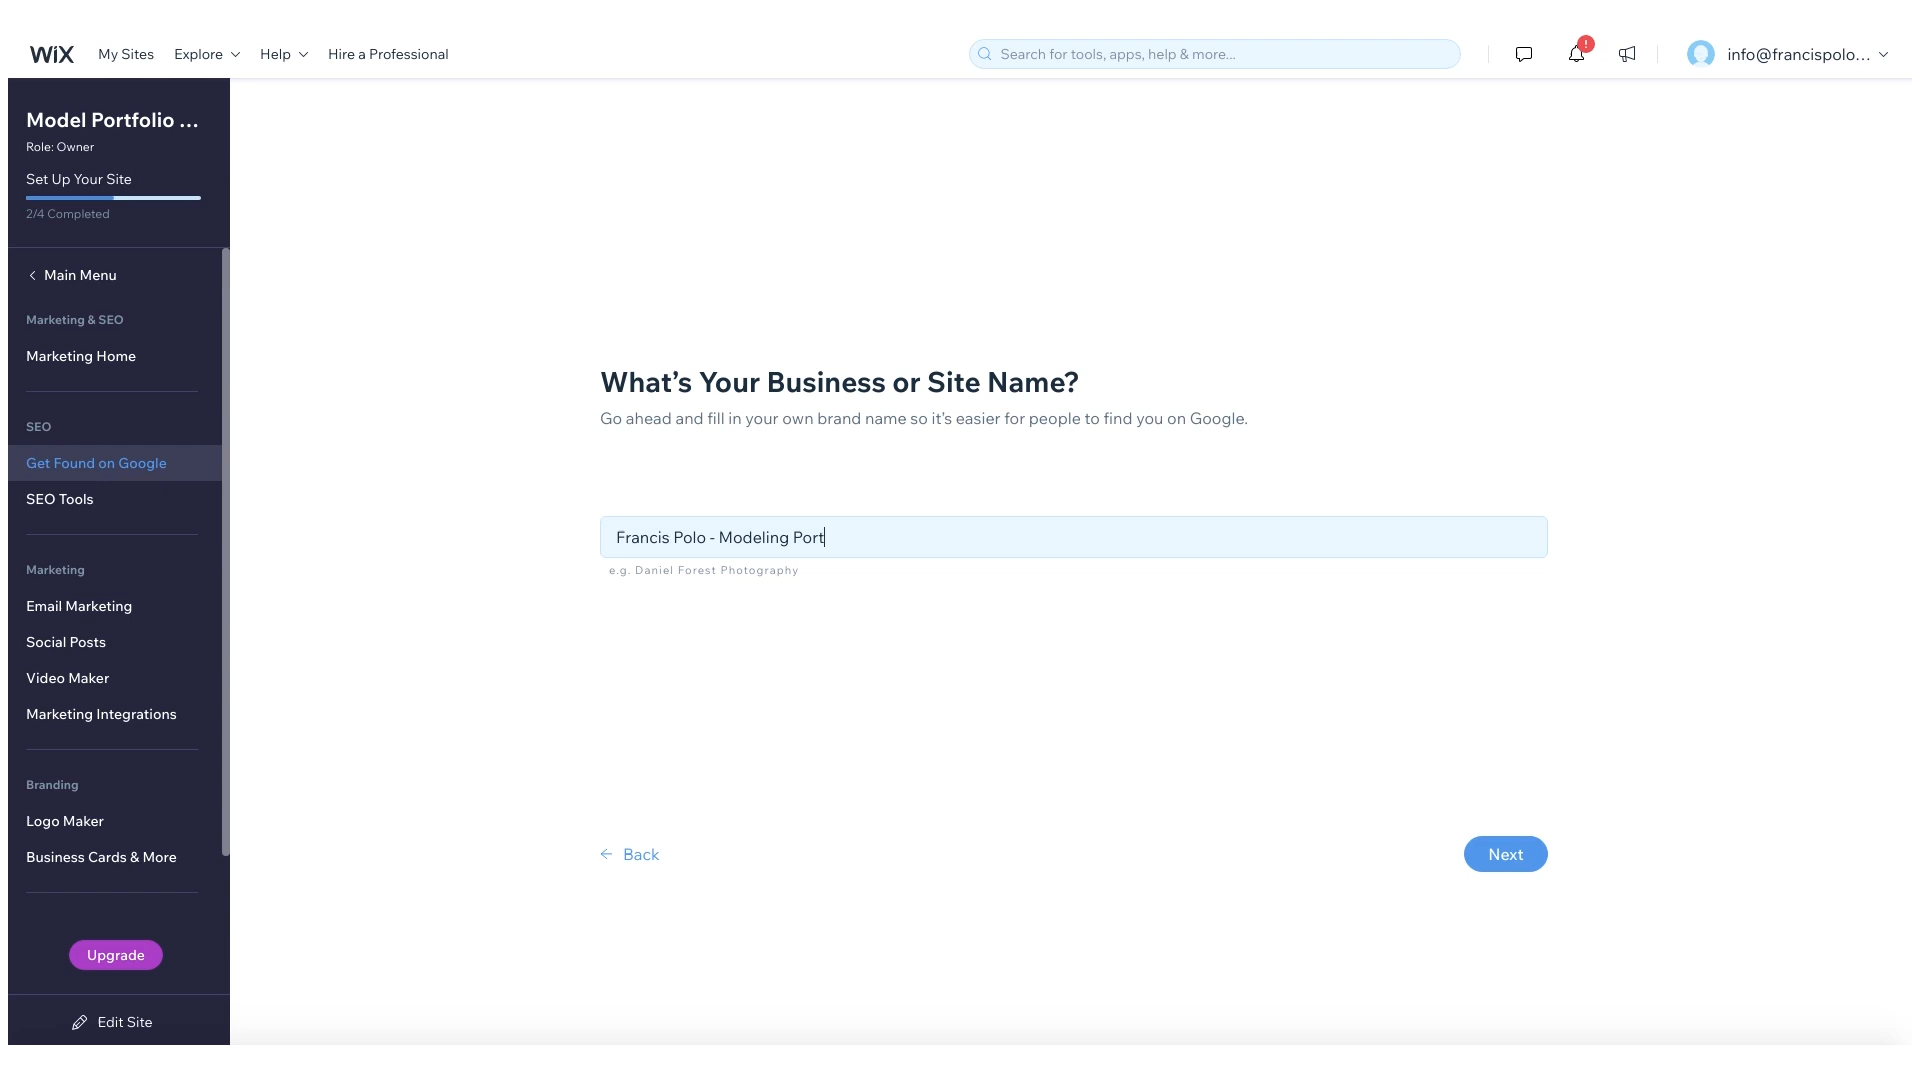 WiX
My Sites
Explore
Help
Hire a Professional
Search for tools, apps, help & more...
!
info@francispolo...
Model Portfolio ...
Role: Owner
Set Up Your Site
2/4 Completed
Main Menu
Marketing & SEO
Marketing Home
SEO
Get Found on Google
SEO Tools
Marketing
Email Marketing
Social Posts
Video Maker
Marketing Integrations
Branding
Logo Maker
Business Cards & More
Upgrade
Edit Site
What's Your Business or Site Name?
Go ahead and fill in your own brand name so it's easier for people to find you on Google.
Francis Polo - Modeling Port
e.g. Daniel Forest Photography
Back
Next